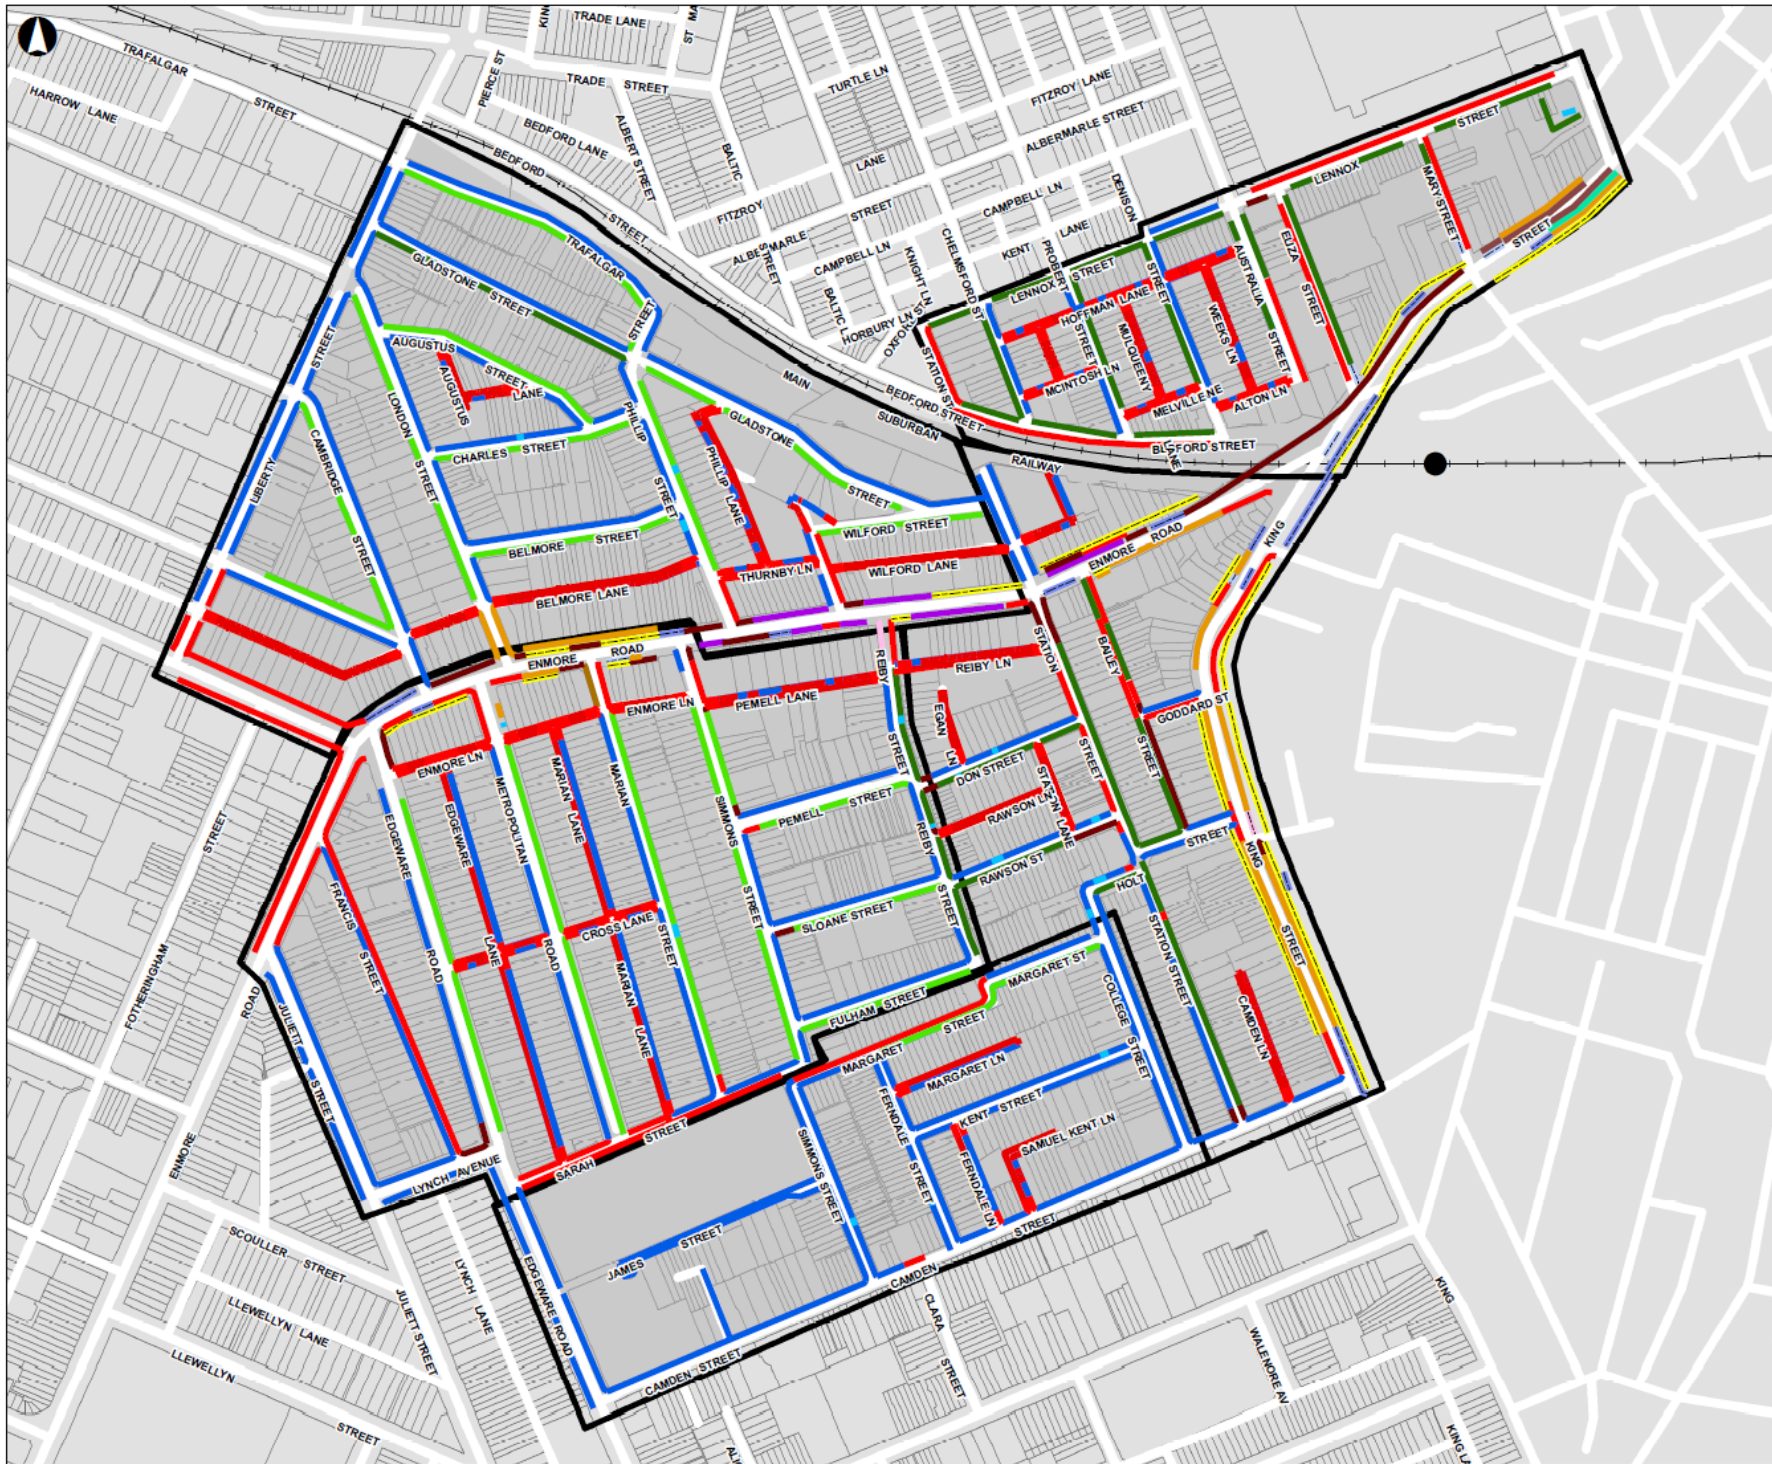 TRADE LANE
KING
ST MA
TRAFALGAR
STREET
HARROW LANE
PIERCE ST
TRADE STREET
TURTLE LN
FITZROY LANE
BEDFORD LANE
ALBERT STREET
BALTIC
STREET
ALBERMARLE STREET
BEDFORD
STREET
FITZROY
LANE
ALBERMARLE STREET
CAMPBELL LN
CAMPBELL LN
KENT LANE
DENISON
STREET
BALTIC L
KNIGHT LN
HORBURY LN
OXFORD ST
CHELMSFORD ST
PROBERT
STREET
LENNOX STREET
LENNOX
STREET
MARY STREET
STREET
ELIZA
STREET
AUSTRALIA
STREET
HOFFMAN LANE
WEEKS LN
MULQUEENY
LANE
MCINTOSH LN
MELVILLE
ALTON LN
STATION ST
BEDFORD STREET
BEDFORD STREET
MAIN
SUBURBAN
RAILWAY
TRAFALGAR
STREET
GLADSTONE STREET
AUGUSTUS
STREET
AUGUSTUS
LANE
LONDON
STREET
CHARLES STREET
PHILLIP
STREET
PHILLIP LANE
GLADSTONE
STREET
LIBERTY
STREET
CAMBRIDGE
STREET
BELMORE STREET
BELMORE LANE
THURNBY LN
WILFORD STREET
WILFORD LANE
ENMORE ROAD
KING
ENMORE ROAD
STATION
STREET
BAILEY
STREET
GODDARD ST
REIBY
STREET
REIBY LN
EGAN LN
ENMORE LN
PEMELL LANE
ENMORE LN
EDGEWARE
LANE
EDGEWARE
ROAD
METROPOLITAN
ROAD
MARIAN
LANE
MARIAN
STREET
SIMMONS
STREET
PEMELL STREET
DON STREET
STATION LANE
RAWSON LN
REIBY
STREET
RAWSON ST
SLOANE STREET
HOLT
STREET
KING
STREET
FRANCIS
STREET
CROSS LANE
MARIAN LANE
STATION STREET
MARGARET ST
COLLEGE
STREET
CAMDEN LN
FULHAM STREET
MARGARET STREET
MARGARET LN
KENT STREET
SAMUEL KENT LN
FERNDALE
STREET
FERNDALE LN
SIMMONS STREET
FOTHERINGHAM
STREET
ENMORE
ROAD
JULIETT
STREET
LYNCH AVENUE
SARAH
STREET
JAMES STREET
CAMDEN
STREET
CAMDEN STREET
EDGEWARE ROAD
SCOULLER STREET
LYNCH LANE
JULIETT STREET
LLEWELLYN LANE
LLEWELLYN
STREET
CLARA
STREET
WALENORE AV
KING
KING LA